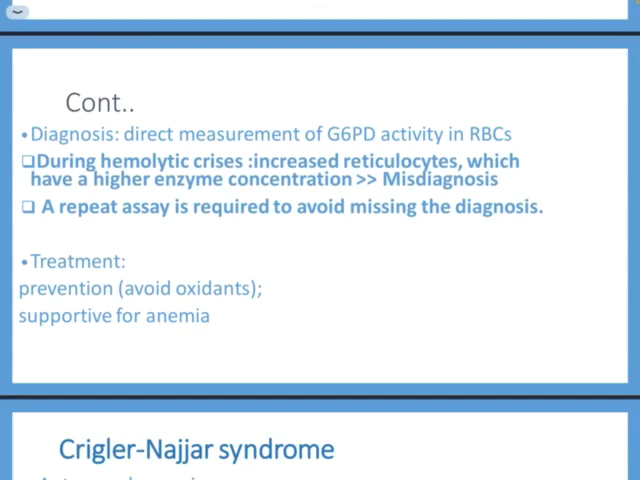 Cont..
•Diagnosis: direct measurement of G6PD activity in RBCs
❑During hemolytic crises :increased reticulocytes, which
have a higher enzyme concentration >> Misdiagnosis
❑ A repeat assay is required to avoid missing the diagnosis.
•Treatment:
prevention (avoid oxidants);
supportive for anemia
Crigler-Najjar syndrome